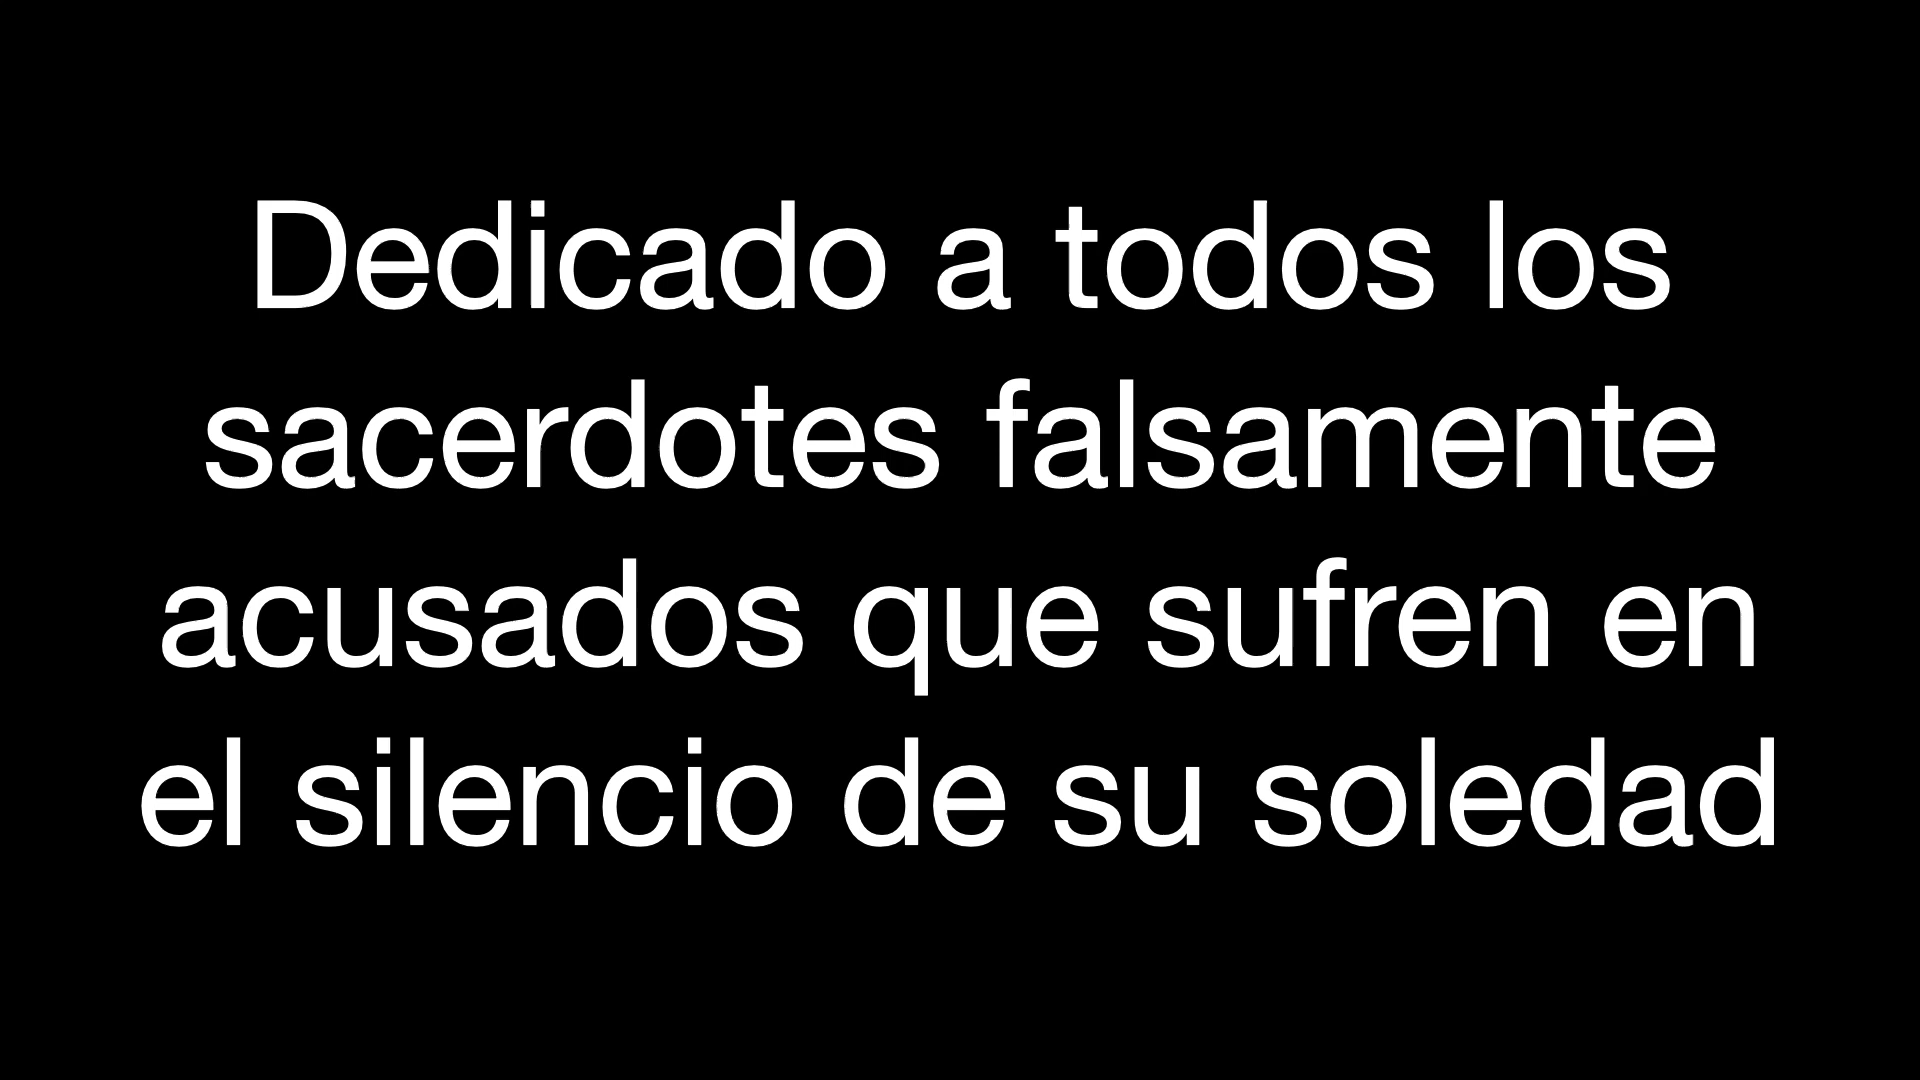 Dedicado a todos los
sacerdotes falsamente
acusados que sufren en
el silencio de su soledad